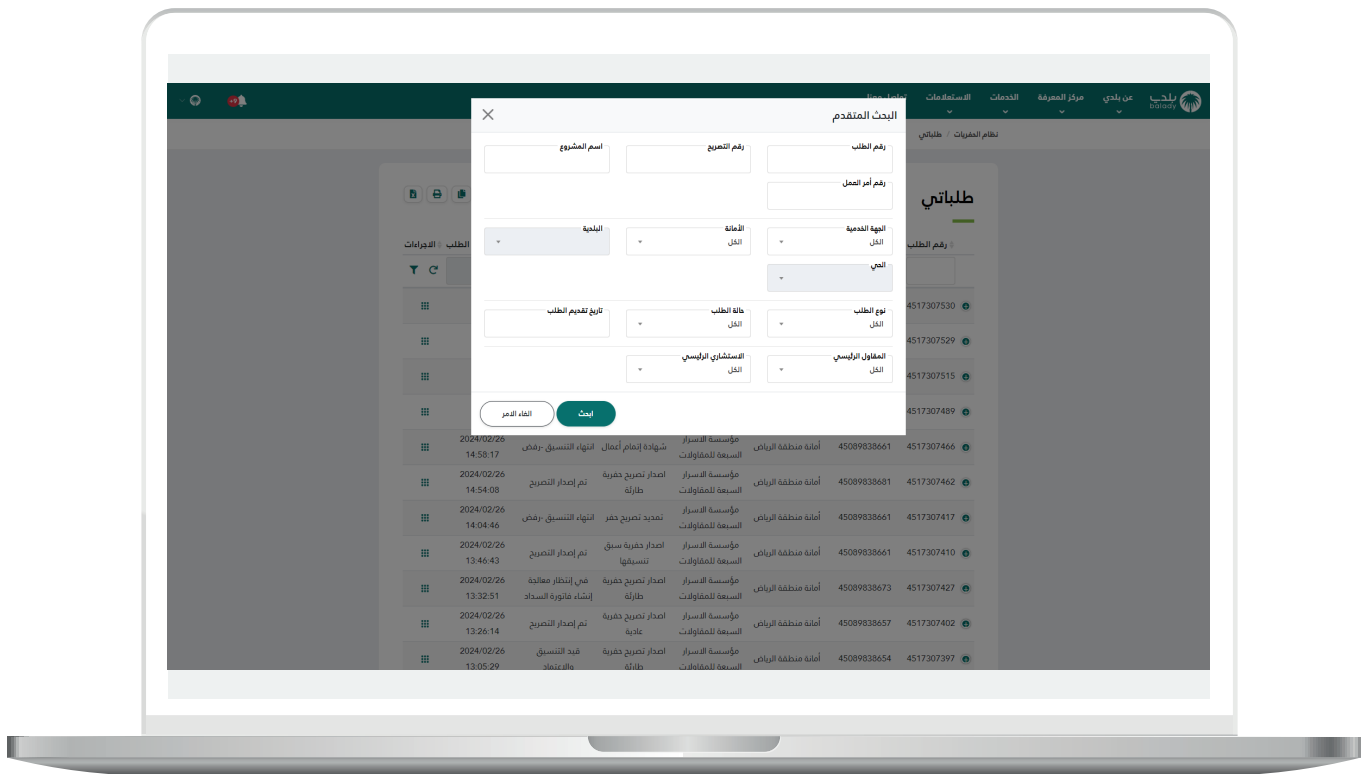 بلدي
balady
عن بلدي
مركز المعرفة
الخدمات
الاستعلامات
تواصل معنا
+9
نظام الحفريات / طلباتي
طلباتي
رقم الطلب
الطلب
الاجراءات
البحث المتقدم
رقم الطلب
رقم التصريح
اسم المشروع
رقم أمر العمل
الجهة الخدمية
الكل
الأمانة
الكل
البلدية
الحي
نوع الطلب
الكل
حالة الطلب
الكل
تاريخ تقديم الطلب
المقاول الرئيسي
الكل
الاستشاري الرئيسي
الكل
ابحث
الغاء الامر
4517307530
4517307529
4517307515
4517307489
4517307466 45089838661 أمانة منطقة الرياض مؤسسة الاسرار السبعة للمقاولات شهادة إتمام أعمال انتهاء التنسيق -رفض 2024/02/26 14:58:17
4517307462 45089838681 أمانة منطقة الرياض مؤسسة الاسرار السبعة للمقاولات اصدار تصريح حفرية طارئة تم إصدار التصريح 2024/02/26 14:54:08
4517307417 45089838661 أمانة منطقة الرياض مؤسسة الاسرار السبعة للمقاولات تمديد تصريح حفر انتهاء التنسيق -رفض 2024/02/26 14:04:46
4517307410 45089838661 أمانة منطقة الرياض مؤسسة الاسرار السبعة للمقاولات اصدار حفرية سبق تنسيقها تم إصدار التصريح 2024/02/26 13:46:43
4517307427 45089838673 أمانة منطقة الرياض مؤسسة الاسرار السبعة للمقاولات اصدار تصريح حفرية طارئة في إنتظار معالجة إنشاء فاتورة السداد 2024/02/26 13:32:51
4517307402 45089838657 أمانة منطقة الرياض مؤسسة الاسرار السبعة للمقاولات اصدار تصريح حفرية عادية تم إصدار التصريح 2024/02/26 13:26:14
4517307397 45089838654 أمانة منطقة الرياض مؤسسة الاسرار السبعة للمقاولات اصدار تصريح حفرية طارئة قيد التنسيق والاعتماد 2024/02/26 13:05:29